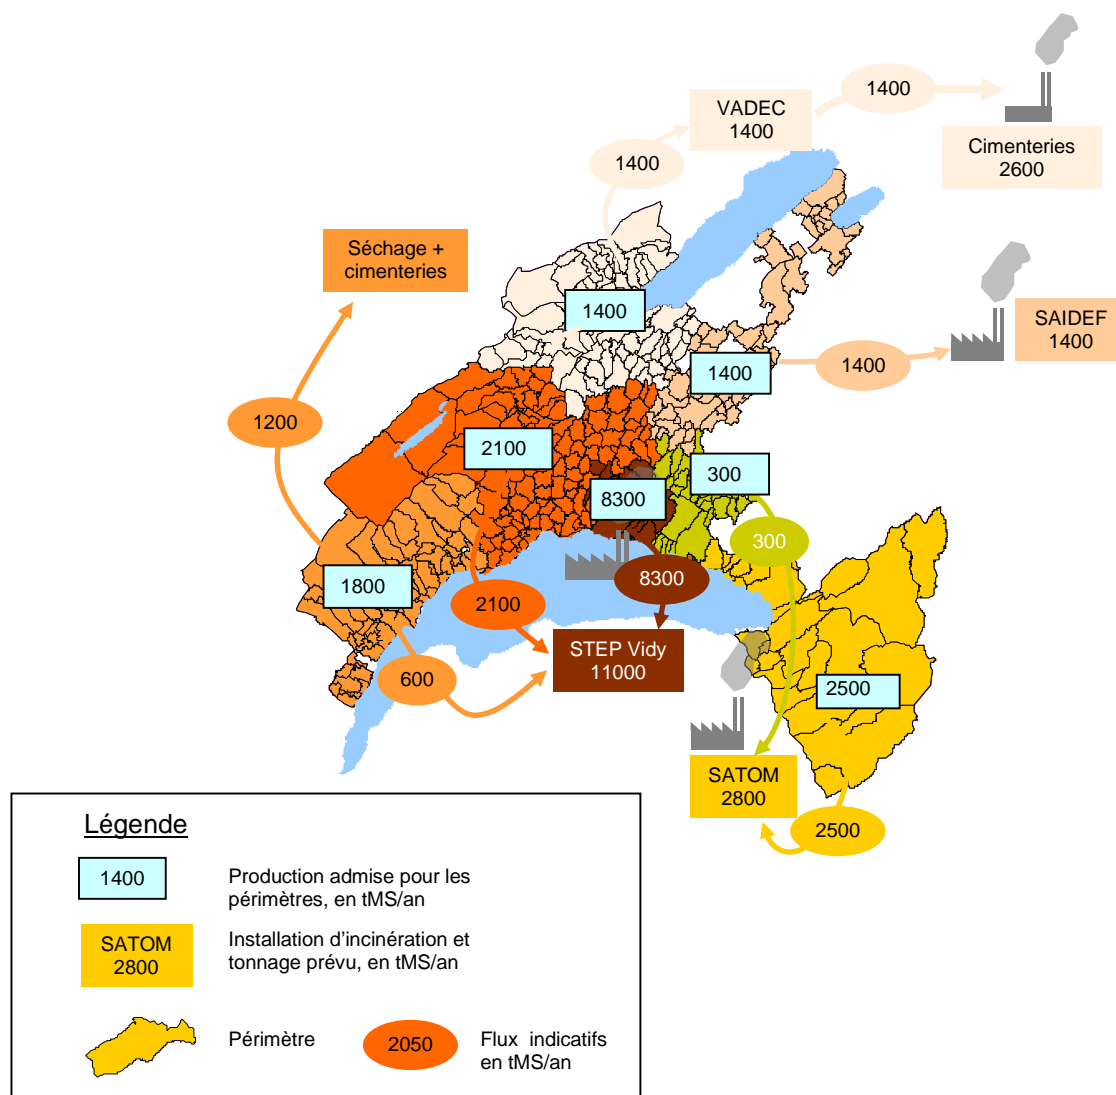 VADEC
1400
1400
1400
Cimenteries
2600
Séchage +
cimenteries
1400
SAIDEF
1400
1400
1400
1200
2100
300
8300
300
1800
8300
2100
STEP Vidy
11000
600
2500
SATOM
2800
2500
Légende
1400
Production admise pour les
périmètres, en tMS/an
SATOM
2800
Installation d'incinération et
tonnage prévu, en tMS/an
Périmètre
2050
Flux indicatifs
en tMS/an